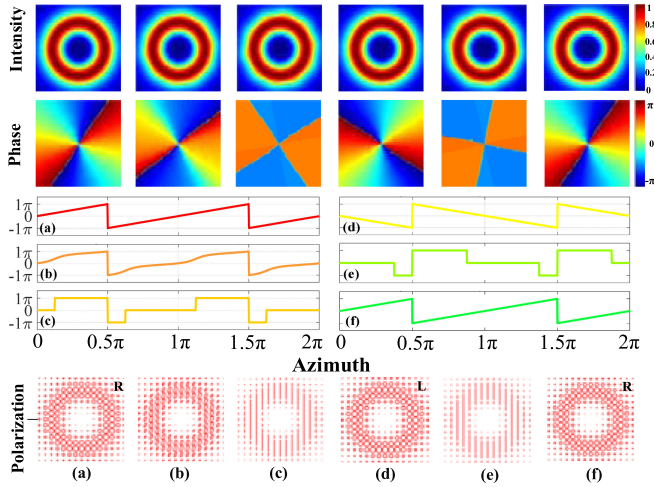 Intensity
1
0.8
0.6
0.4
0.2
0
Phase
π
0
-π
1π
0
-1π
(a)
(d)
1π
0
-1π
(b)
(e)
1π
0
-1π
(c)
(f)
0 0.5π 1π 1.5π 2π
0 0.5π 1π 1.5π 2π
Azimuth
Polarization
R L R
(a) (b) (c) (d) (e) (f)